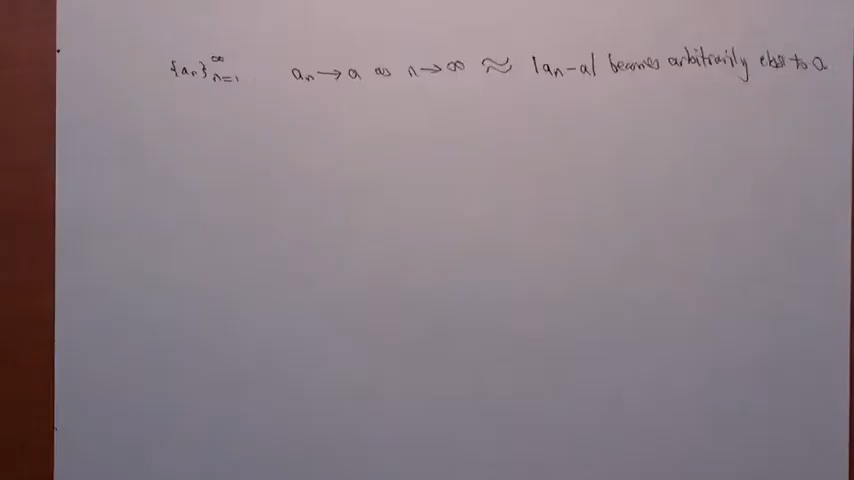 {aₙ}ₙ₌₁^∞ aₙ → a as n → ∞ ≈ |aₙ - a| becomes arbitrarily close to a